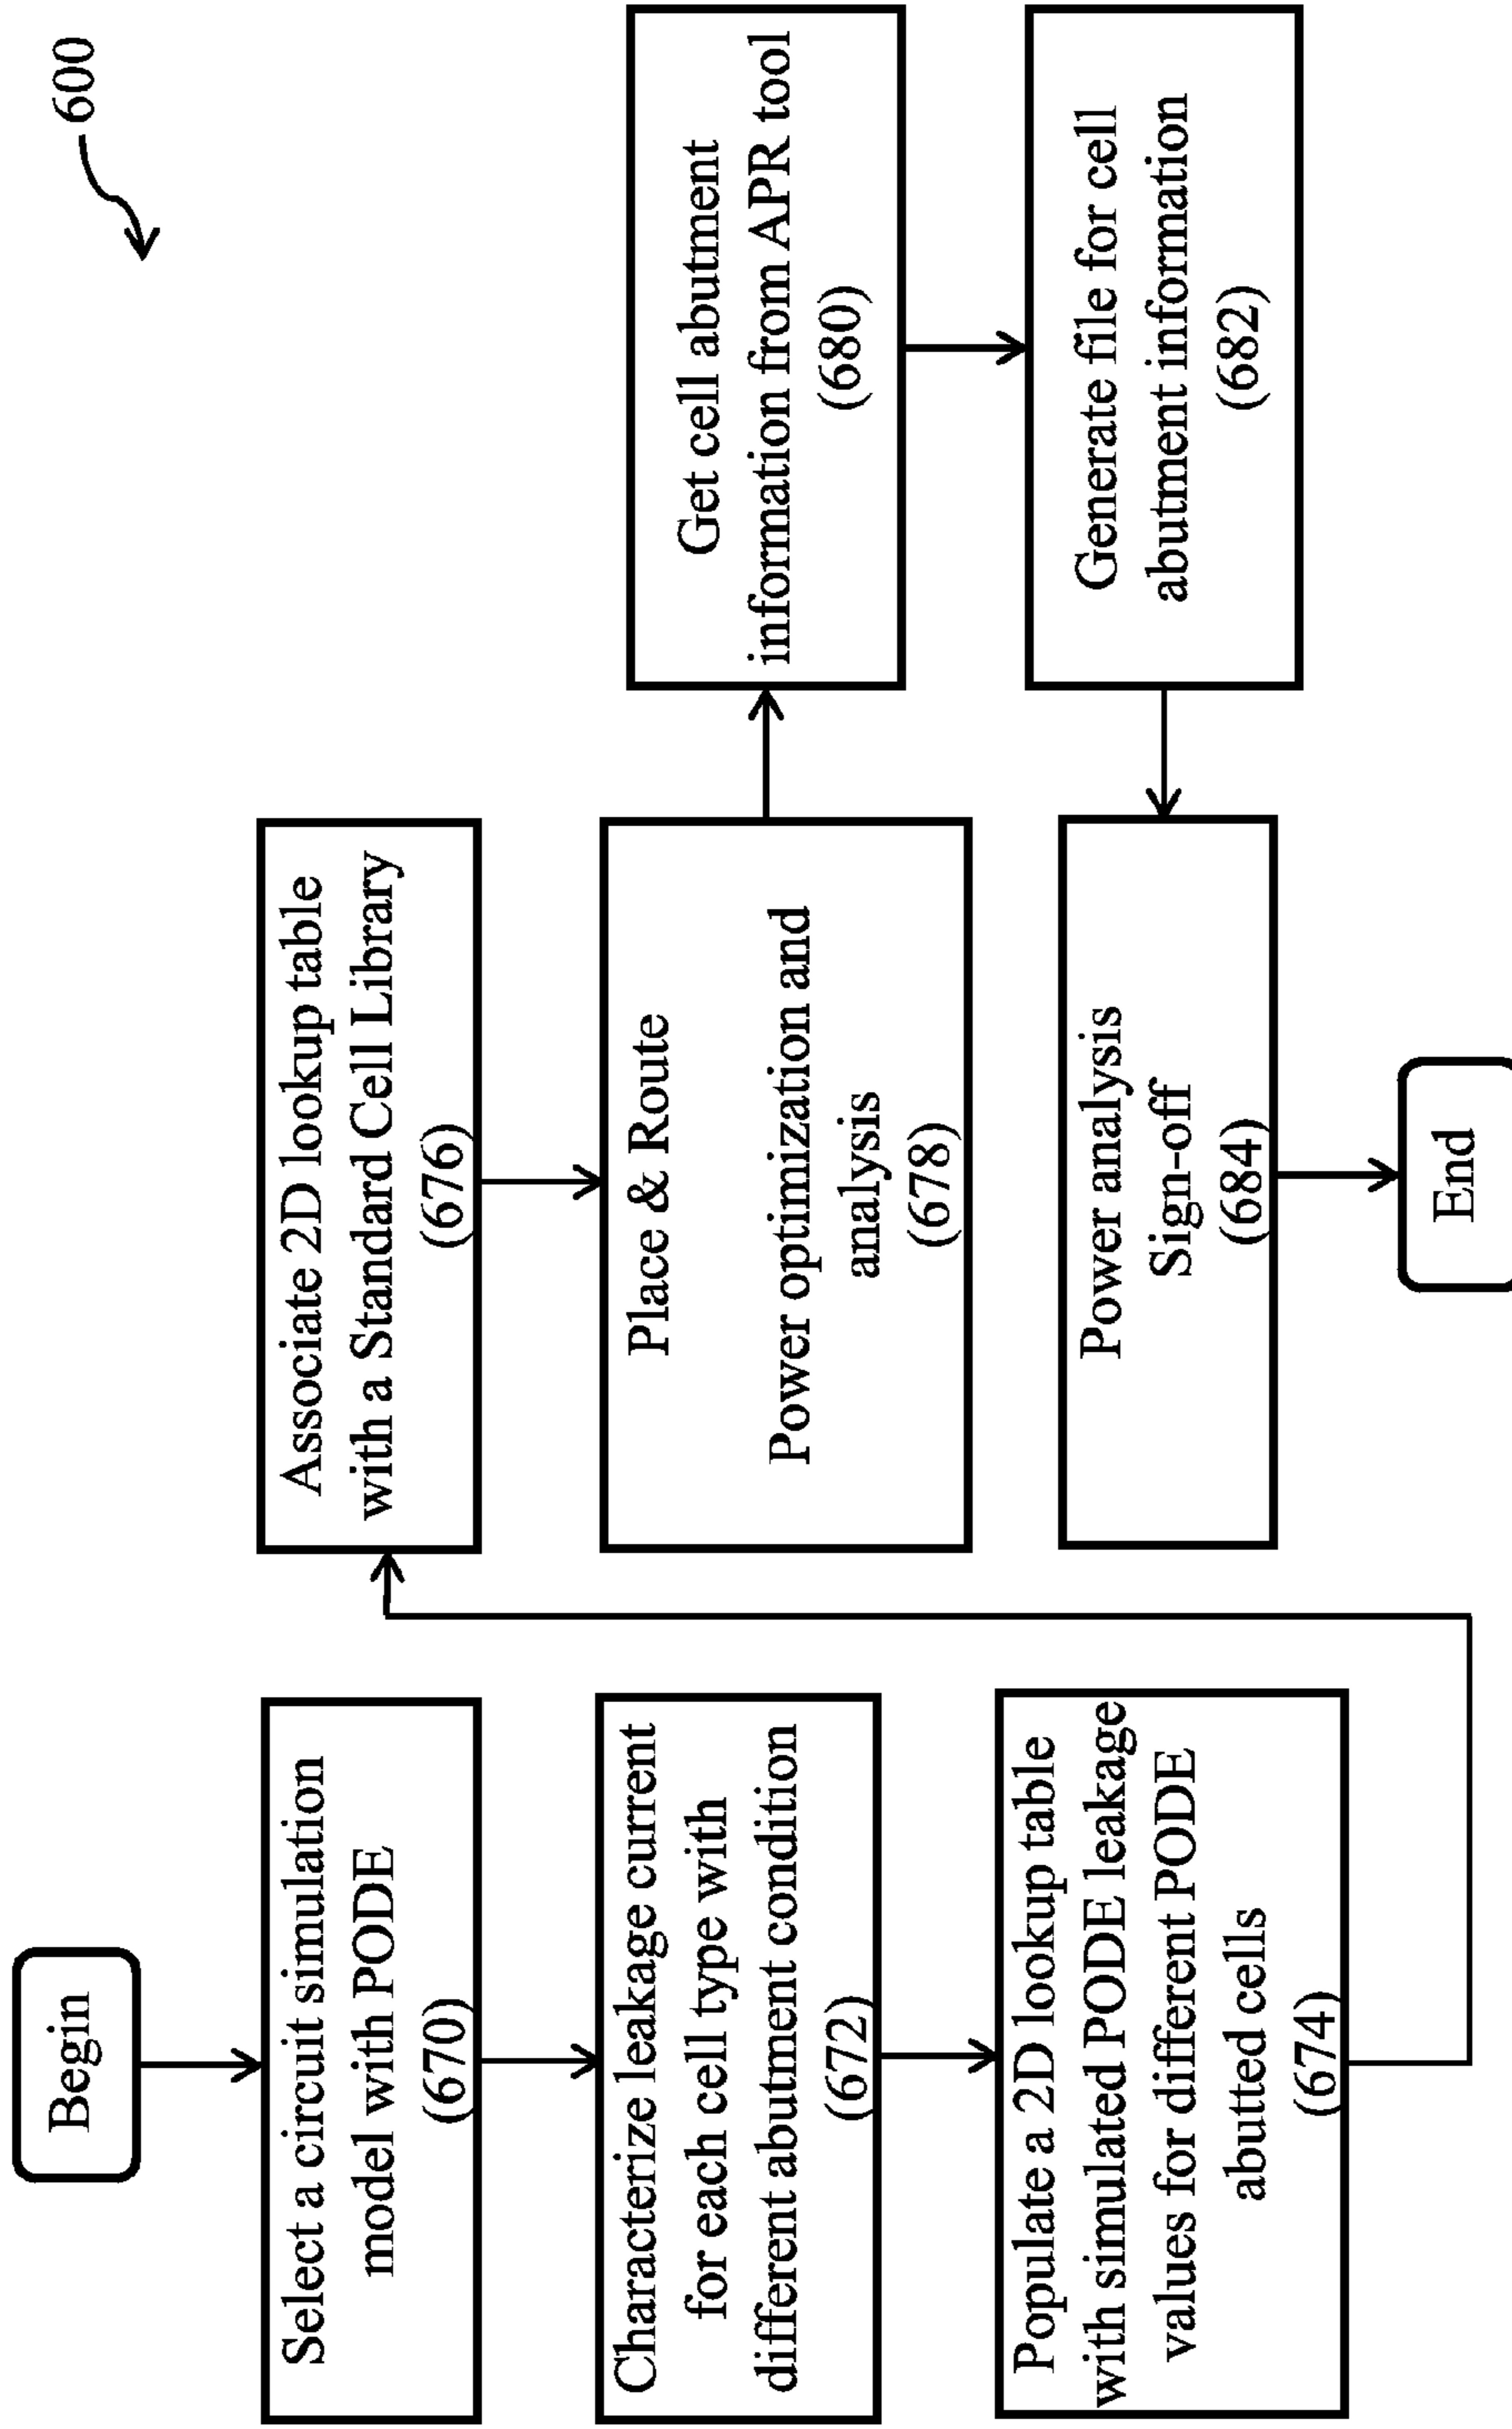 600
Begin
Select a circuit simulation
model with PODE
(670)
Characterize leakage current
for each cell type with
different abutment condition
(672)
Populate a 2D lookup table
with simulated PODE leakage
values for different PODE
abutted cells
(674)
Associate 2D lookup table
with a Standard Cell Library
(676)
Place & Route
Power optimization and
analysis
(678)
Get cell abutment
information from APR tool
(680)
Generate file for cell
abutment information
(682)
Power analysis
Sign-off
(684)
End